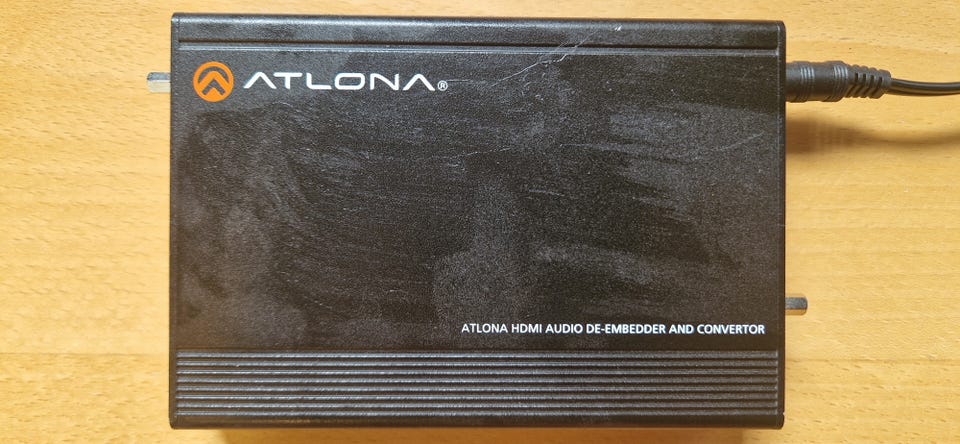 ATLONA®
ATLONA HDMI AUDIO DE-EMBEDDER AND CONVERTOR